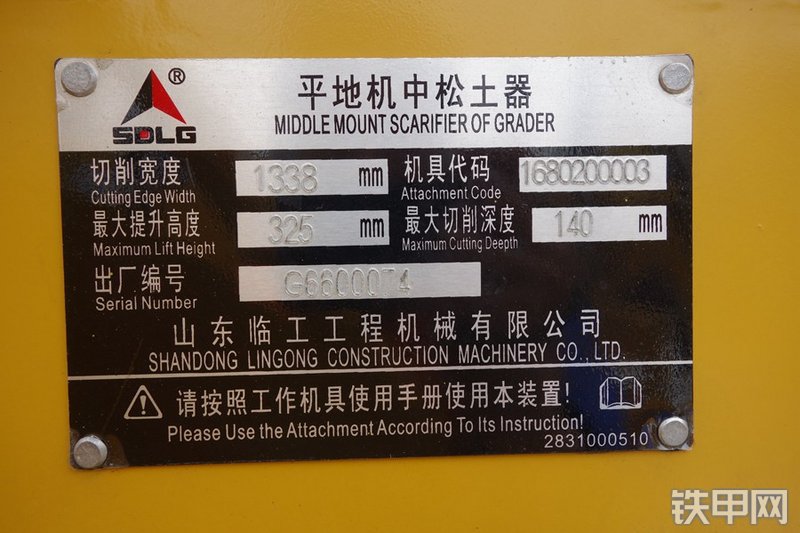 SDLG ®
平地机中松土器
MIDDLE MOUNT SCARIFIER OF GRADER
切削宽度 1338 mm 机具代码 1680200003
Cutting Edge Width Attachment Code
最大提升高度 325 mm 最大切削深度 140 mm
Maximum Lift Height Maximum Cutting Deepth
出厂编号
Serial Number
山东临工工程机械有限公司
SHANDONG LINGONG CONSTRUCTION MACHINERY CO., LTD.
请按照工作机具使用手册使用本装置!
Please Use the Attachment According To Its Instruction!
2831000510
铁甲网